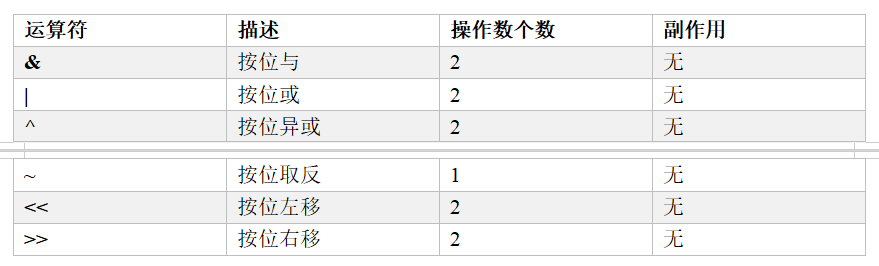 运算符 描述 操作数个数 副作用
& 按位与 2 无
| 按位或 2 无
^ 按位异或 2 无
~ 按位取反 1 无
<< 按位左移 2 无
>> 按位右移 2 无